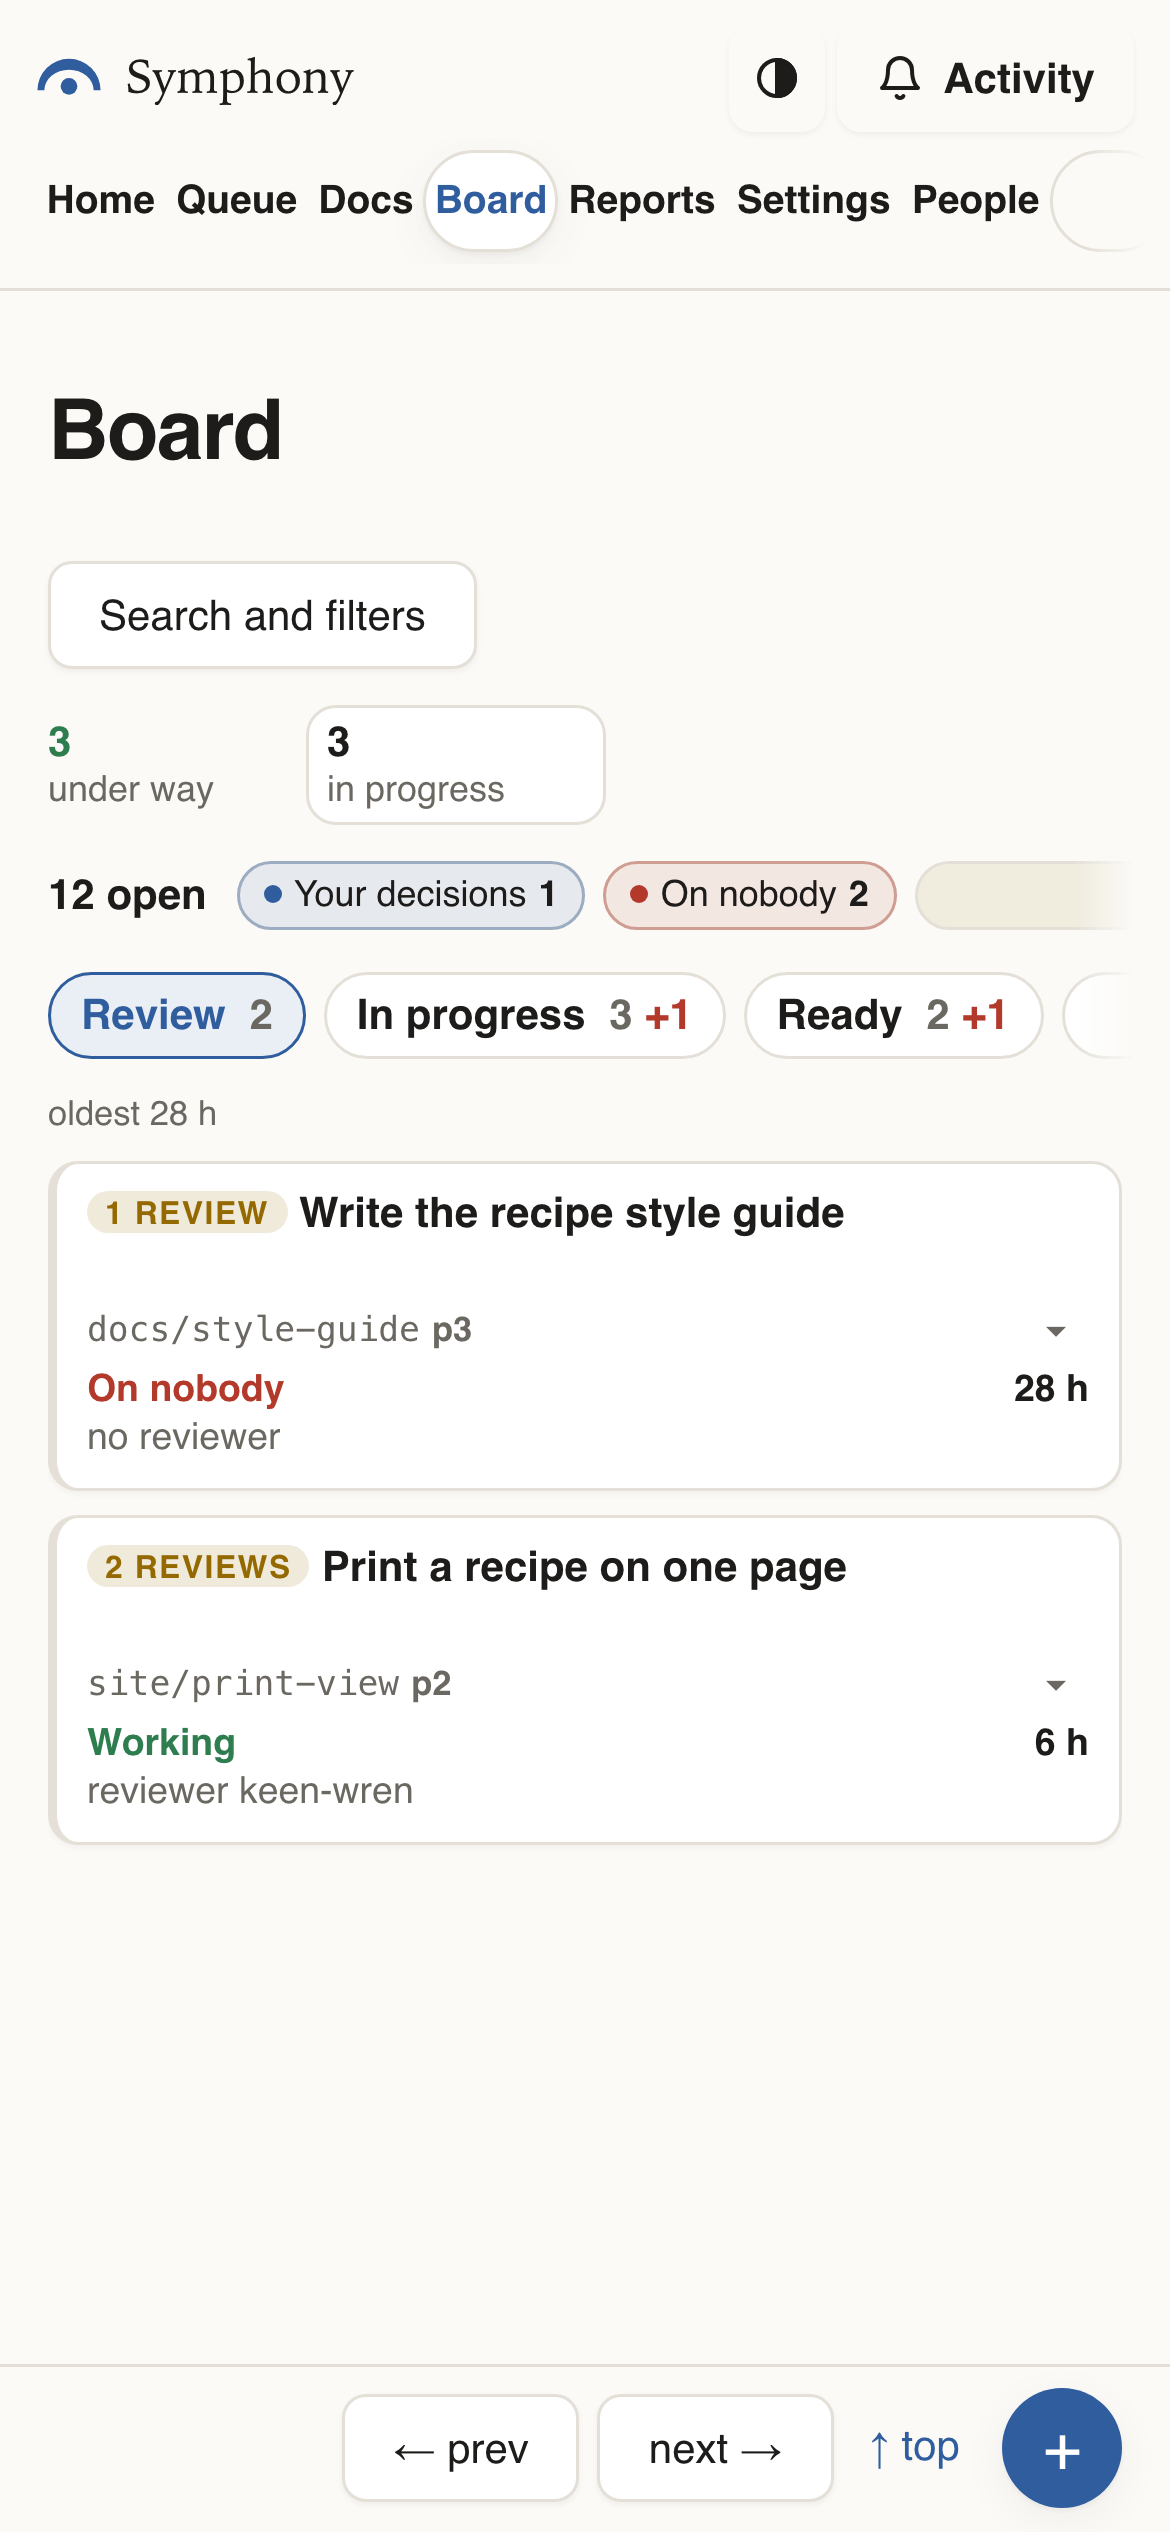 Symphony
Activity
Home Queue Docs Board Reports Settings People
Board
Search and filters
3
under way
3
in progress
12 open
Your decisions 1
On nobody 2
Review 2
In progress 3 +1
Ready 2 +1
oldest 28 h
1 REVIEW Write the recipe style guide
docs/style-guide p3
On nobody
28 h
no reviewer
2 REVIEWS Print a recipe on one page
site/print-view p2
Working
6 h
reviewer keen-wren
← prev
next →
↑ top
+